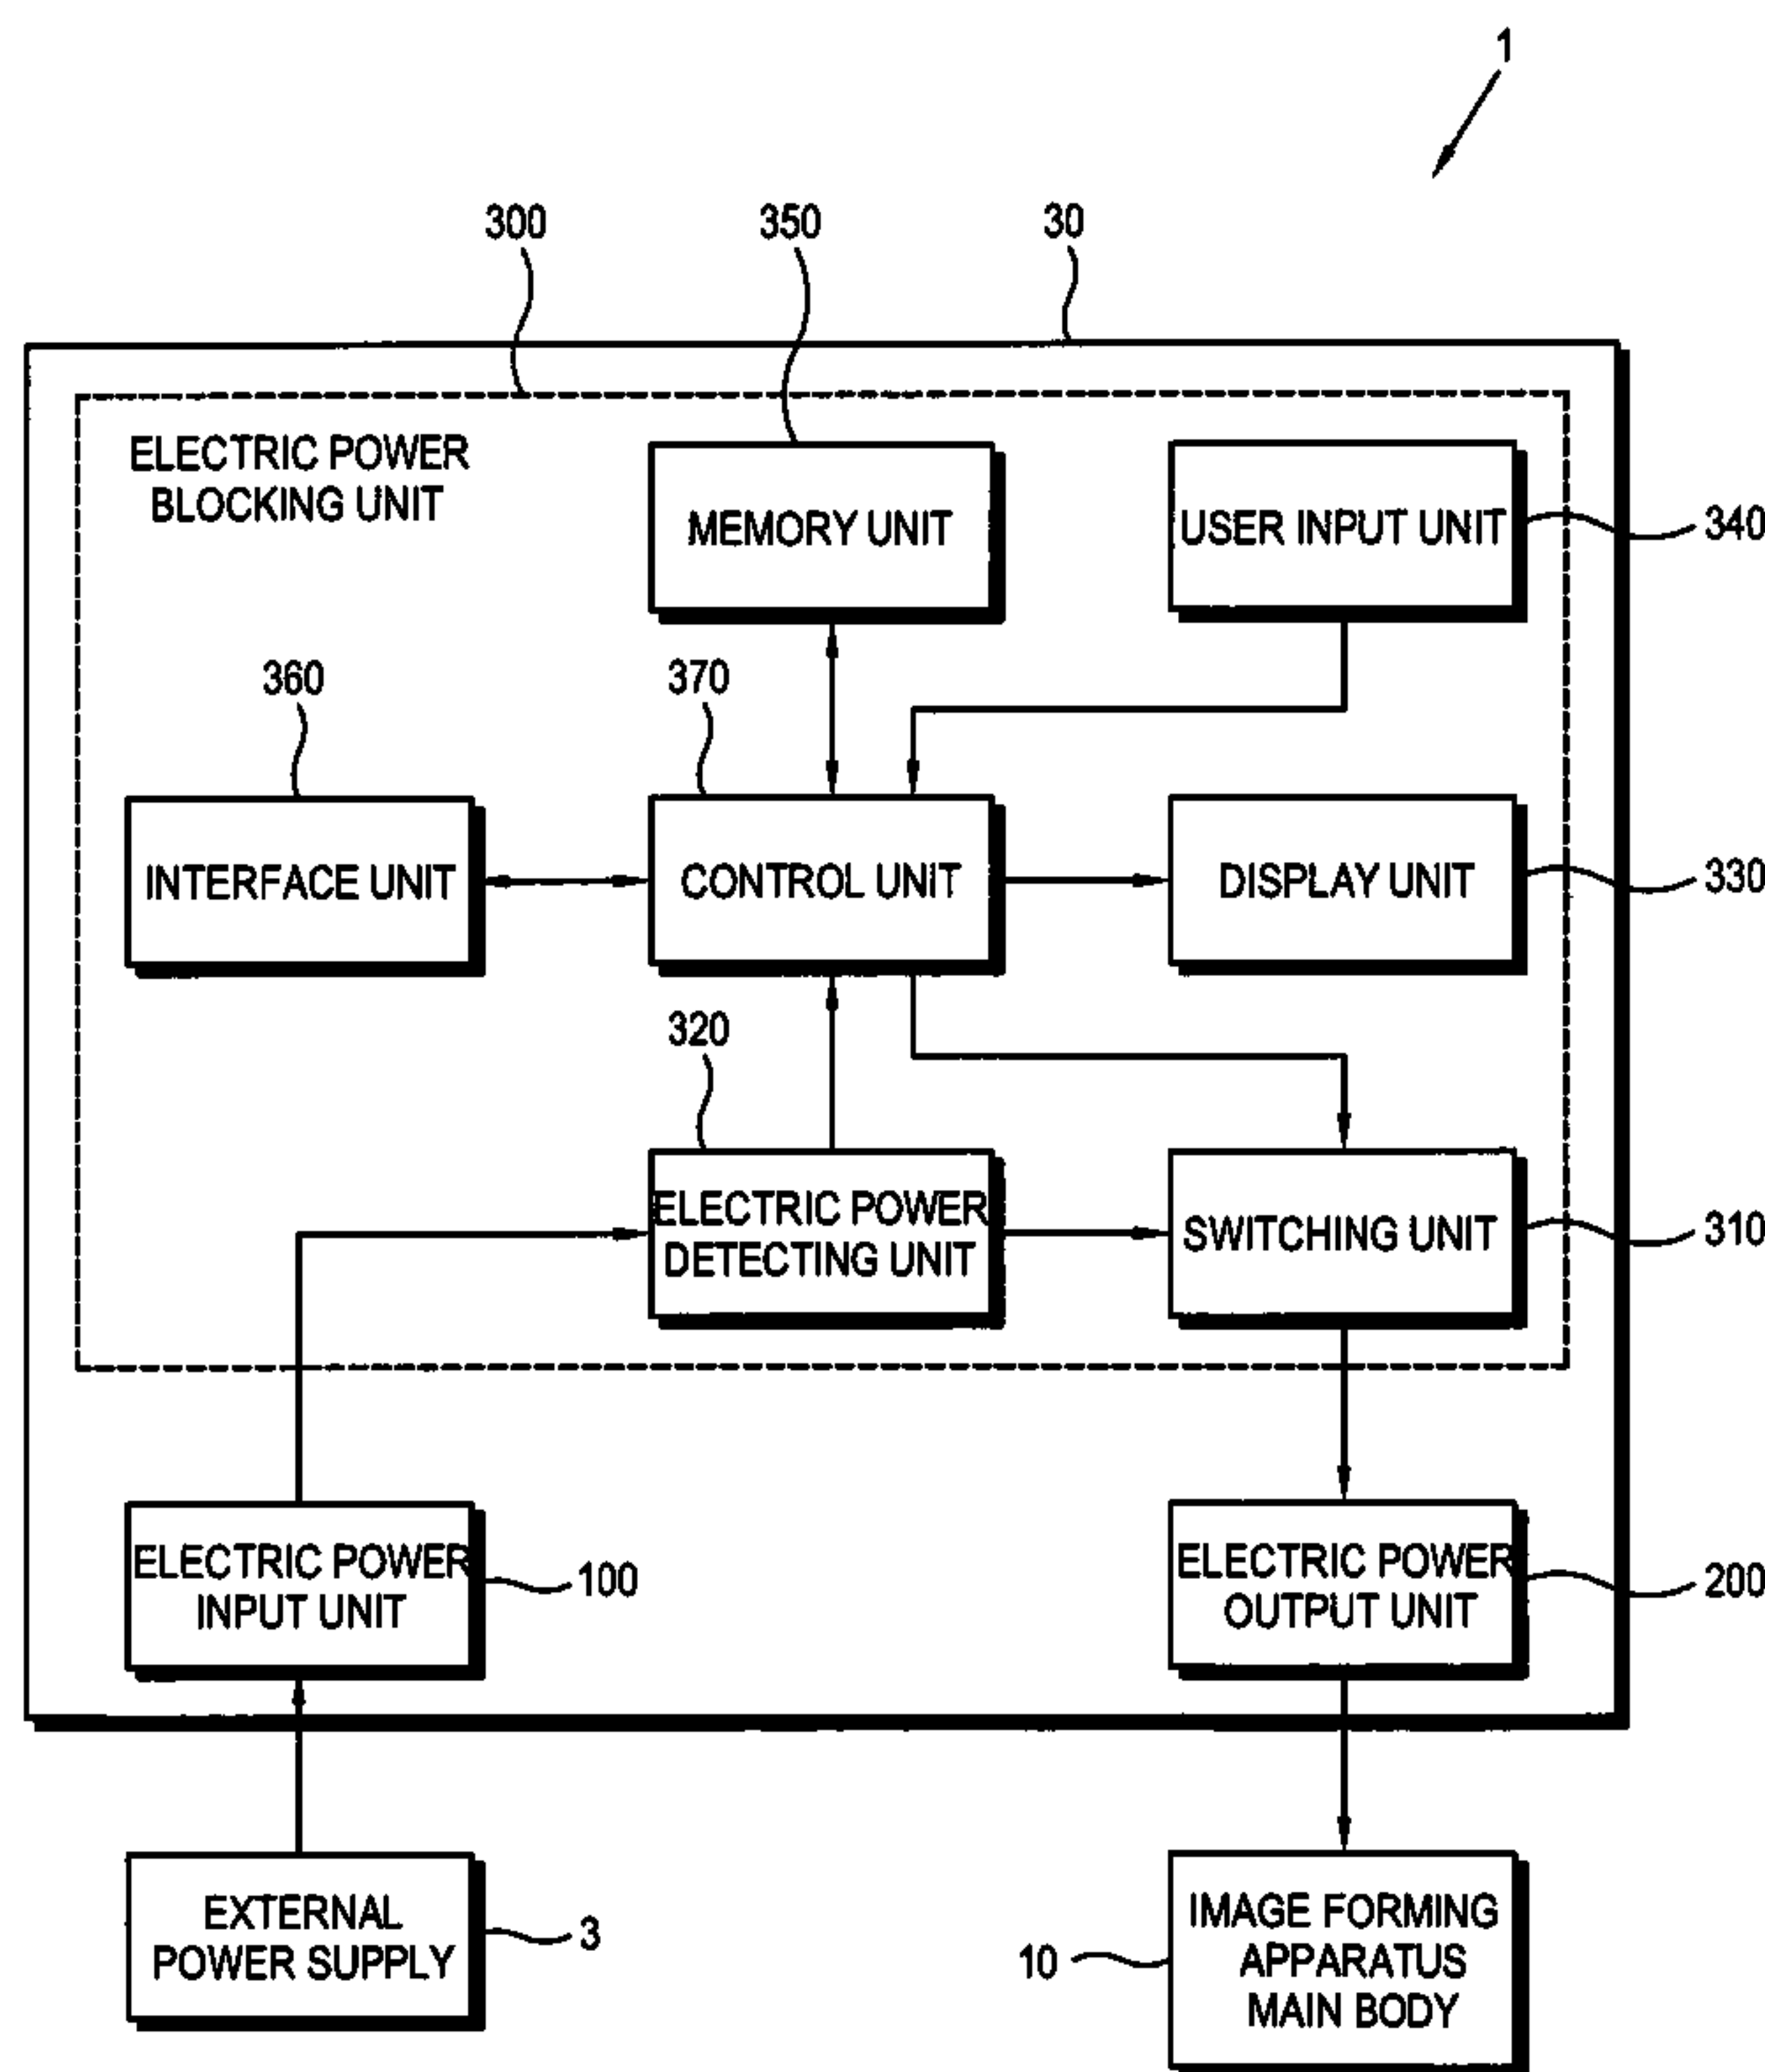 1
300
350
30
ELECTRIC POWER
BLOCKING UNIT
MEMORY UNIT
USER INPUT UNIT
340
360
370
INTERFACE UNIT
CONTROL UNIT
DISPLAY UNIT
330
320
ELECTRIC POWER
DETECTING UNIT
SWITCHING UNIT
310
ELECTRIC POWER
INPUT UNIT
100
ELECTRIC POWER
OUTPUT UNIT
200
EXTERNAL
POWER SUPPLY
3
10
IMAGE FORMING
APPARATUS
MAIN BODY